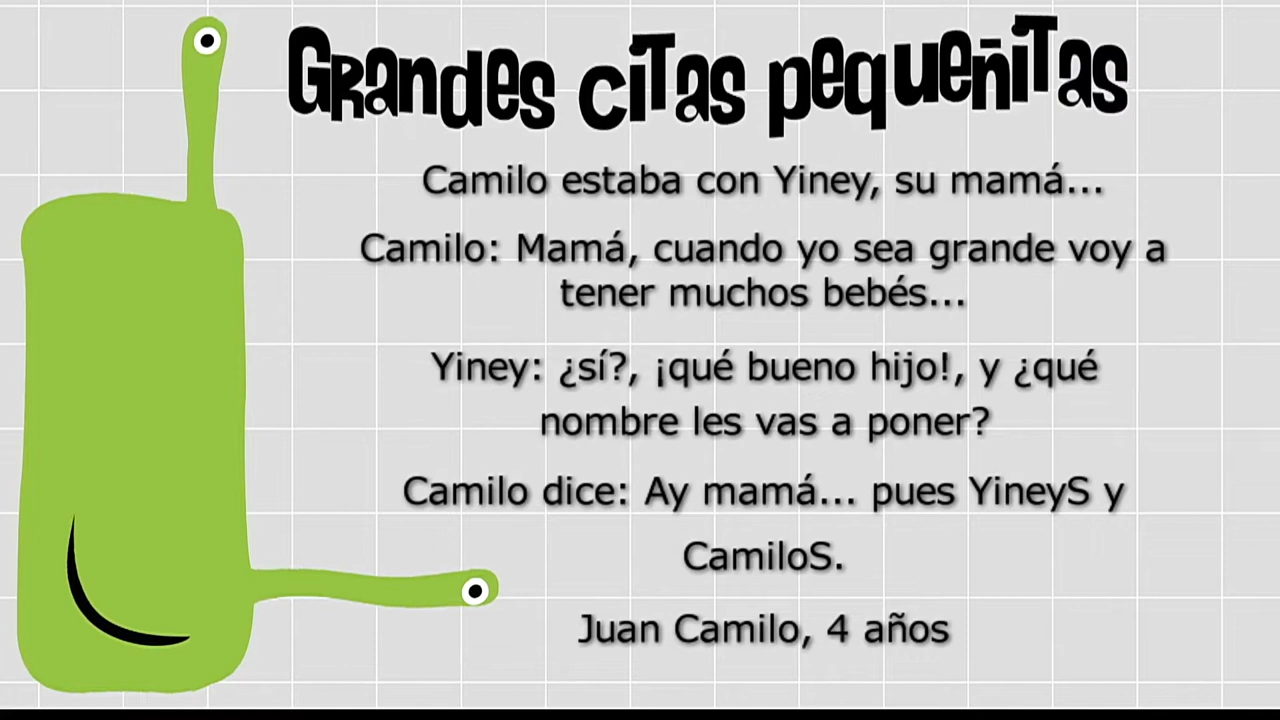 Grandes citas pequeñitas
Camilo estaba con Yiney, su mamá...
Camilo: Mamá, cuando yo sea grande voy a
tener muchos bebés...
Yiney: ¿sí?, ¡qué bueno hijo!, y ¿qué
nombre les vas a poner?
Camilo dice: Ay mamá... pues YineyS y
CamiloS.
Juan Camilo, 4 años